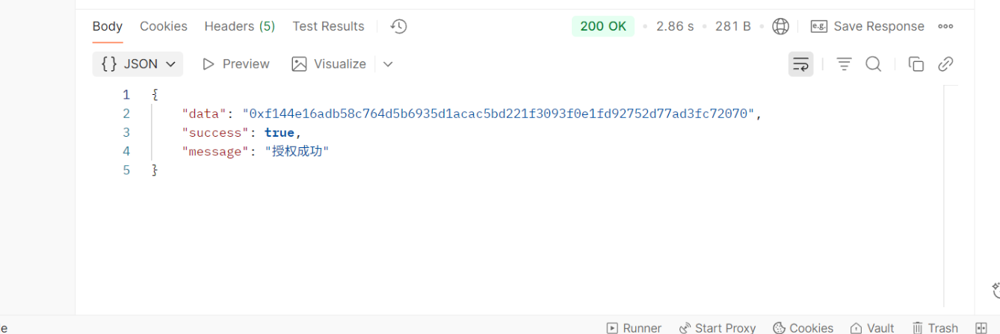 Body Cookies Headers (5) Test Results 200 OK 2.86 s 281 B e.g. Save Response
{} JSON Preview Visualize
1 {
2 "data": "0xf144e16adb58c764d5b6935d1acac5bd221f3093f0e1fd92752d77ad3fc72070",
3 "success": true,
4 "message": "授权成功"
5 }
Runner Start Proxy Cookies Vault Trash